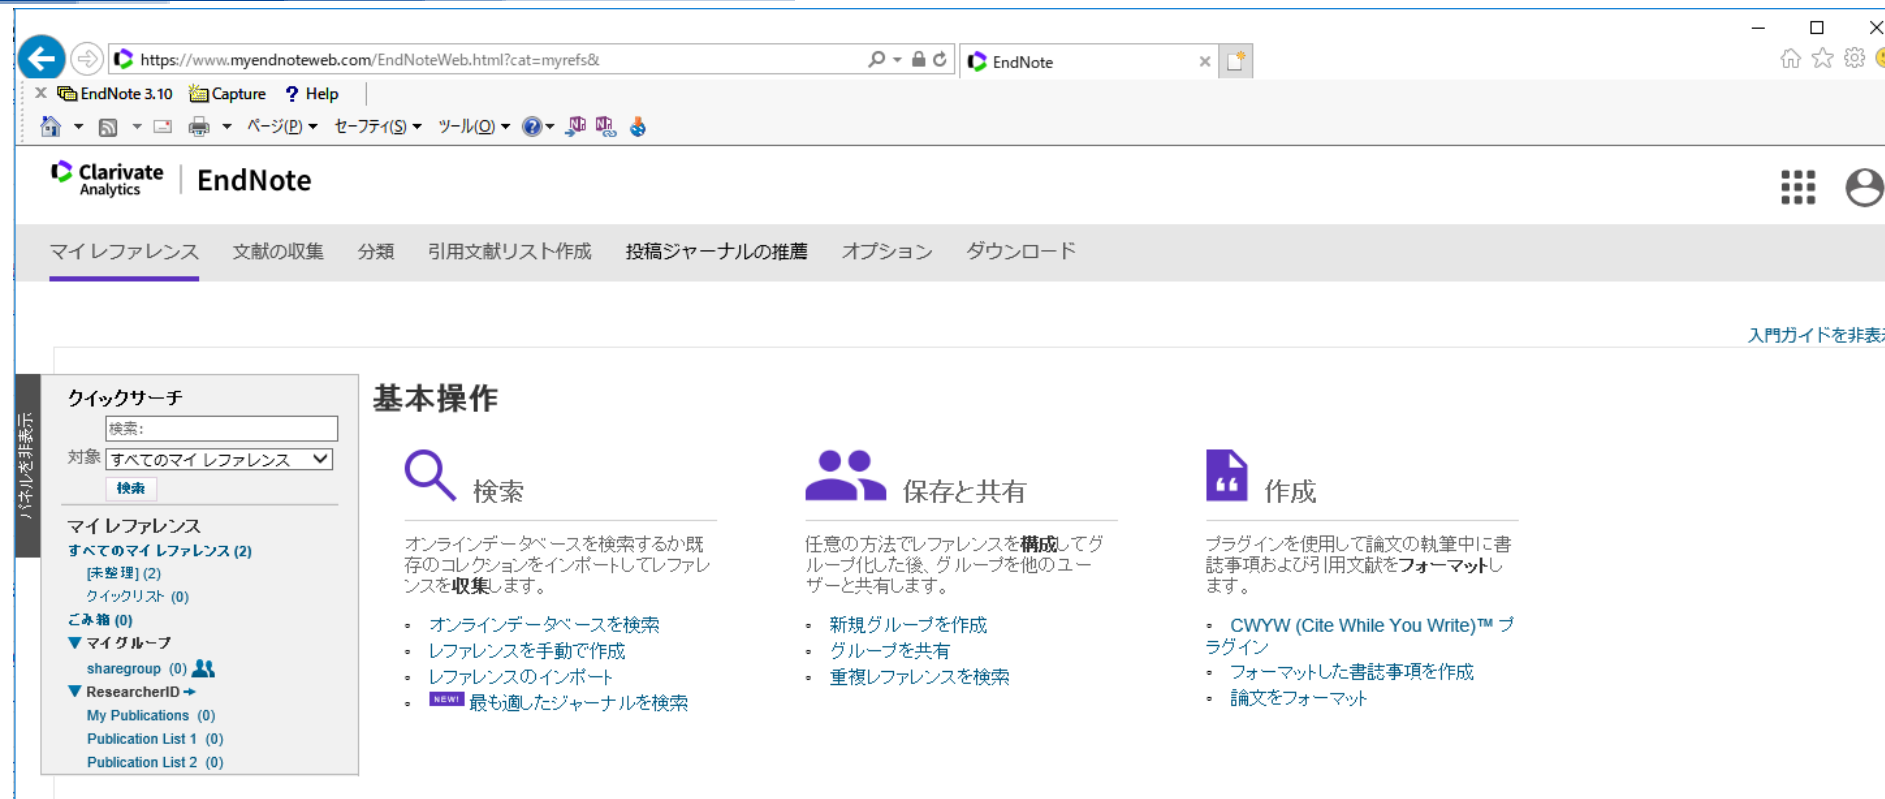 https://www.myendnoteweb.com/EndNoteWeb.html?cat=myrefs&
EndNote
EndNote 3.10 Capture ? Help
ページ(P) セーフティ(S) ツール(O)
Clarivate Analytics | EndNote
マイレファレンス 文献の収集 分類 引用文献リスト作成 投稿ジャーナルの推薦 オプション ダウンロード
入門ガイドを非表示
パネルを非表示
クイックサーチ
検索:
対象 すべてのマイ レファレンス
検索
マイレファレンス
すべてのマイ レファレンス (2)
[未整理] (2)
クイックリスト (0)
ごみ箱 (0)
▼ マイ グループ
sharegroup (0)
▼ ResearcherID
My Publications (0)
Publication List 1 (0)
Publication List 2 (0)
基本操作
検索
オンラインデータベースを検索するか既
存のコレクションをインポートしてレファレ
ンスを収集します。
• オンラインデータベースを検索
• レファレンスを手動で作成
• レファレンスのインポート
• NEW! 最も適したジャーナルを検索
保存と共有
任意の方法でレファレンスを構成してグ
ループ化した後、グループを他のユー
ザーと共有します。
• 新規グループを作成
• グループを共有
• 重複レファレンスを検索
作成
プラグインを使用して論文の執筆中に書
誌事項および引用文献をフォーマットし
ます。
• CWYW (Cite While You Write)™ プ
ラグイン
• フォーマットした書誌事項を作成
• 論文をフォーマット